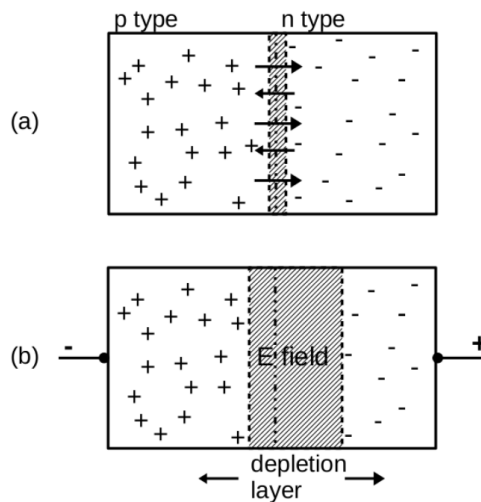 p type n type
(a)
(b)
- +
E field
depletion
layer